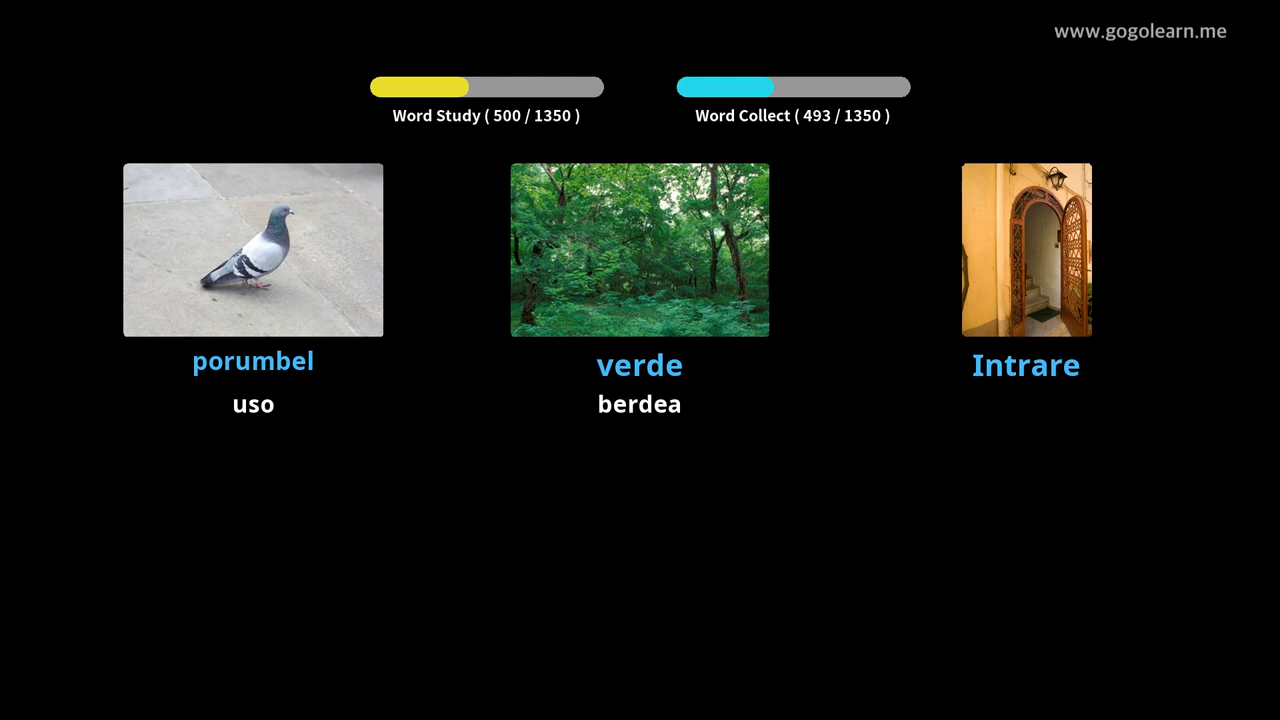 www.gogolearn.me
Word Study ( 500 / 1350 )
Word Collect ( 493 / 1350 )
porumbel
verde
Intrare
uso
berdea